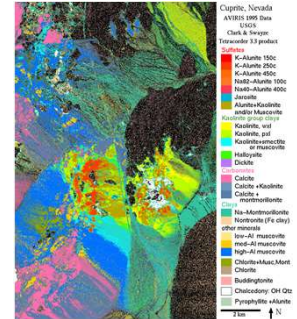 Cuprite, Nevada
AVIRIS 1995 Data
USGS
Clark & Swayze
Tetracorder 3.3 product
Sulfates
K-Alunite 150c
K-Alunite 250c
K-Alunite 450c
Na82-Alunite 100c
Na40-Alunite 400c
Jarosite
Alunite+Kaolinite
and/or Muscovite
Kaolinite group clays
Kaolinite, wxl
Kaolinite, pxl
Kaolinite+smectite
or muscovite
Halloysite
Dickite
Carbonates
Calcite
Calcite +Kaolinite
Calcite +
montmorillonite
Clays
Na-Montmorillonite
Nontronite (Fe clay)
other minerals
low-Al muscovite
med-Al muscovite
high-Al muscovite
Chlorite+Musc,Mont
Chlorite
Buddingtonite
Chalcedony: OH Qtz
Pyrophyllite +Alunite
2 km
N